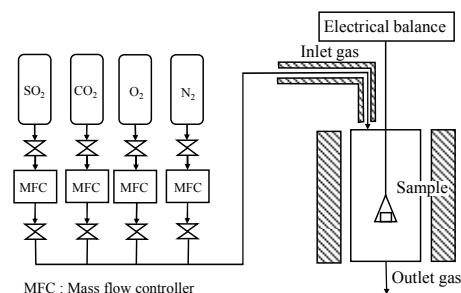 Electrical balance
Inlet gas
SO₂ CO₂ O₂ N₂
MFC MFC MFC MFC
Sample
Outlet gas
MFC : Mass flow controller